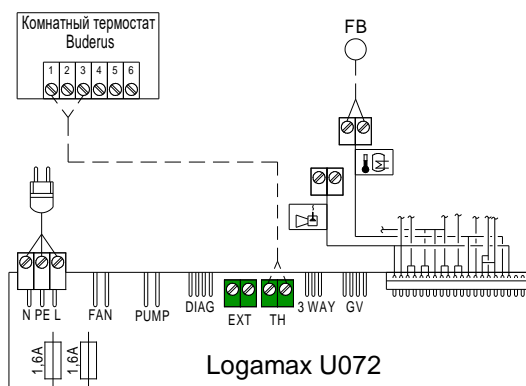 Комнатный термостат
Buderus
1 2 3 4 5 6
FB
N PE L
FAN
PUMP
DIAG
EXT
TH
3 WAY
GV
1,6A
1,6A
Logamax U072